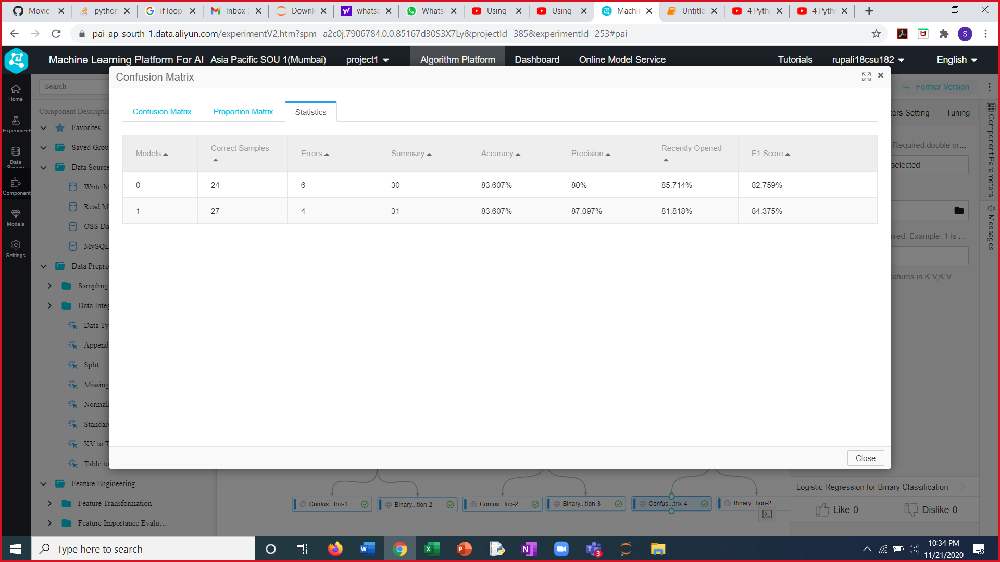 Movie-
python
if loop
Inbox (
Downl
whatsa
WhatsA
Using
Using
Machin
Untitle
4 Pyth
4 Pyth
pai-ap-south-1.data.aliyun.com/experimentV2.htm?spm=a2c0j.7906784.0.0.85167d30S3X7Ly&projectId=385&experimentId=253#pai
S
Machine Learning Platform For AI Asia Pacific SOU 1(Mumbai) project1 Algorithm Platform Dashboard Online Model Service Tutorials rupali18csu182 English
Confusion Matrix
Confusion Matrix Proportion Matrix Statistics
Models Correct Samples Errors Summary Accuracy Precision Recently Opened F1 Score
0 24 6 30 83.607% 80% 85.714% 82.759%
1 27 4 31 83.607% 87.097% 81.818% 84.375%
Close
Home
Experiments
Data
Source
Components
Models
Settings
Search
Component Descriptio
Favorites
Saved Grou
Data Source
Write M
Read M
OSS Da
MySQL
Data Prepro
Sampling
Data Integ
Data Ty
Append
Split
Missing
Normali
Standard
KV to T
Table to
Feature Engineering
Feature Transformation
Feature Importance Evalu…
Former Version
ters Setting Tuning
Required.double or…
selected
ired. Example: 1 is …
eatures in K:V,K:V
Component Parameters
Messages
Confus...trix-1
Binary...tion-2
Confus...trix-2
Binary...tion-3
Confus...trix-4
Binary...tion-2
Logistic Regression for Binary Classification
Like 0 Dislike 0
Type here to search
3
10:34 PM
11/21/2020